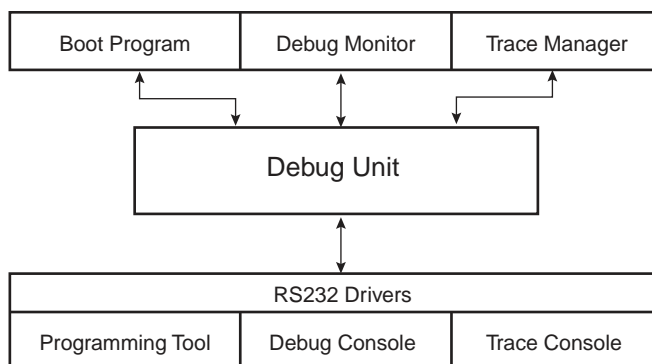 Boot Program
Debug Monitor
Trace Manager
Debug Unit
RS232 Drivers
Programming Tool
Debug Console
Trace Console